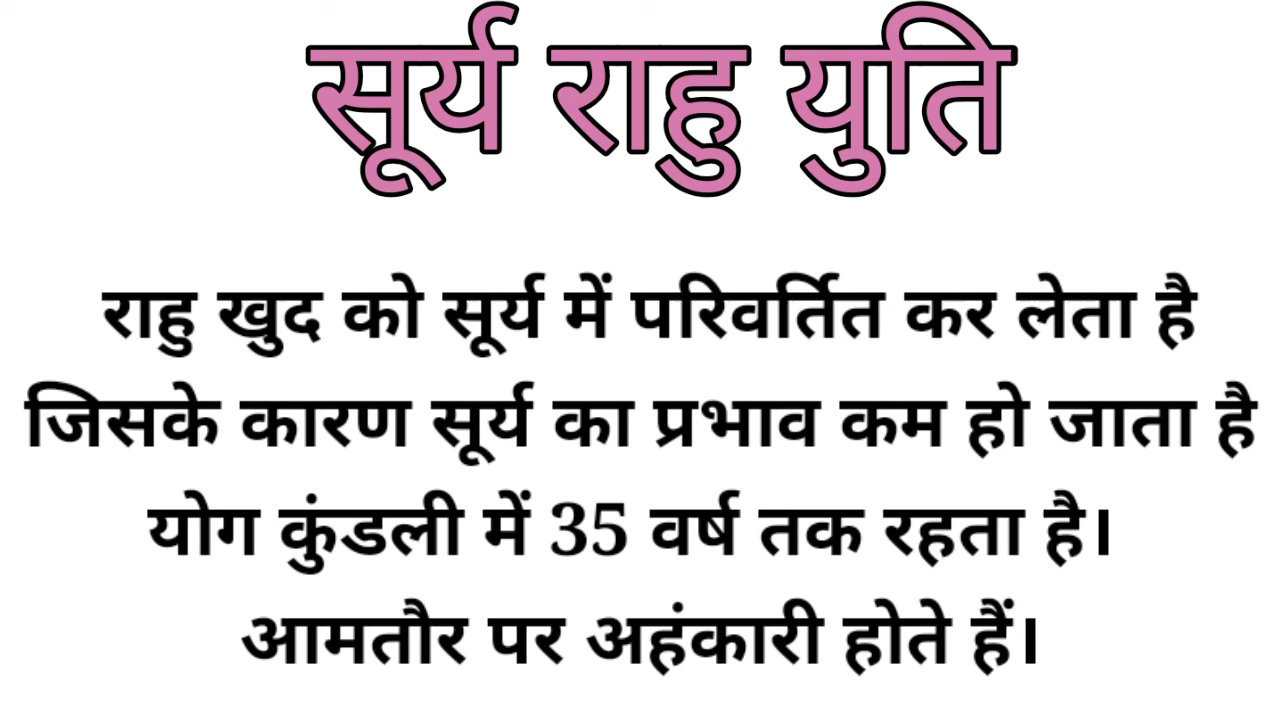 सूर्य राहु युति
राहु खुद को सूर्य में परिवर्तित कर लेता है
जिसके कारण सूर्य का प्रभाव कम हो जाता है
योग कुंडली में 35 वर्ष तक रहता है।
आमतौर पर अहंकारी होते हैं।